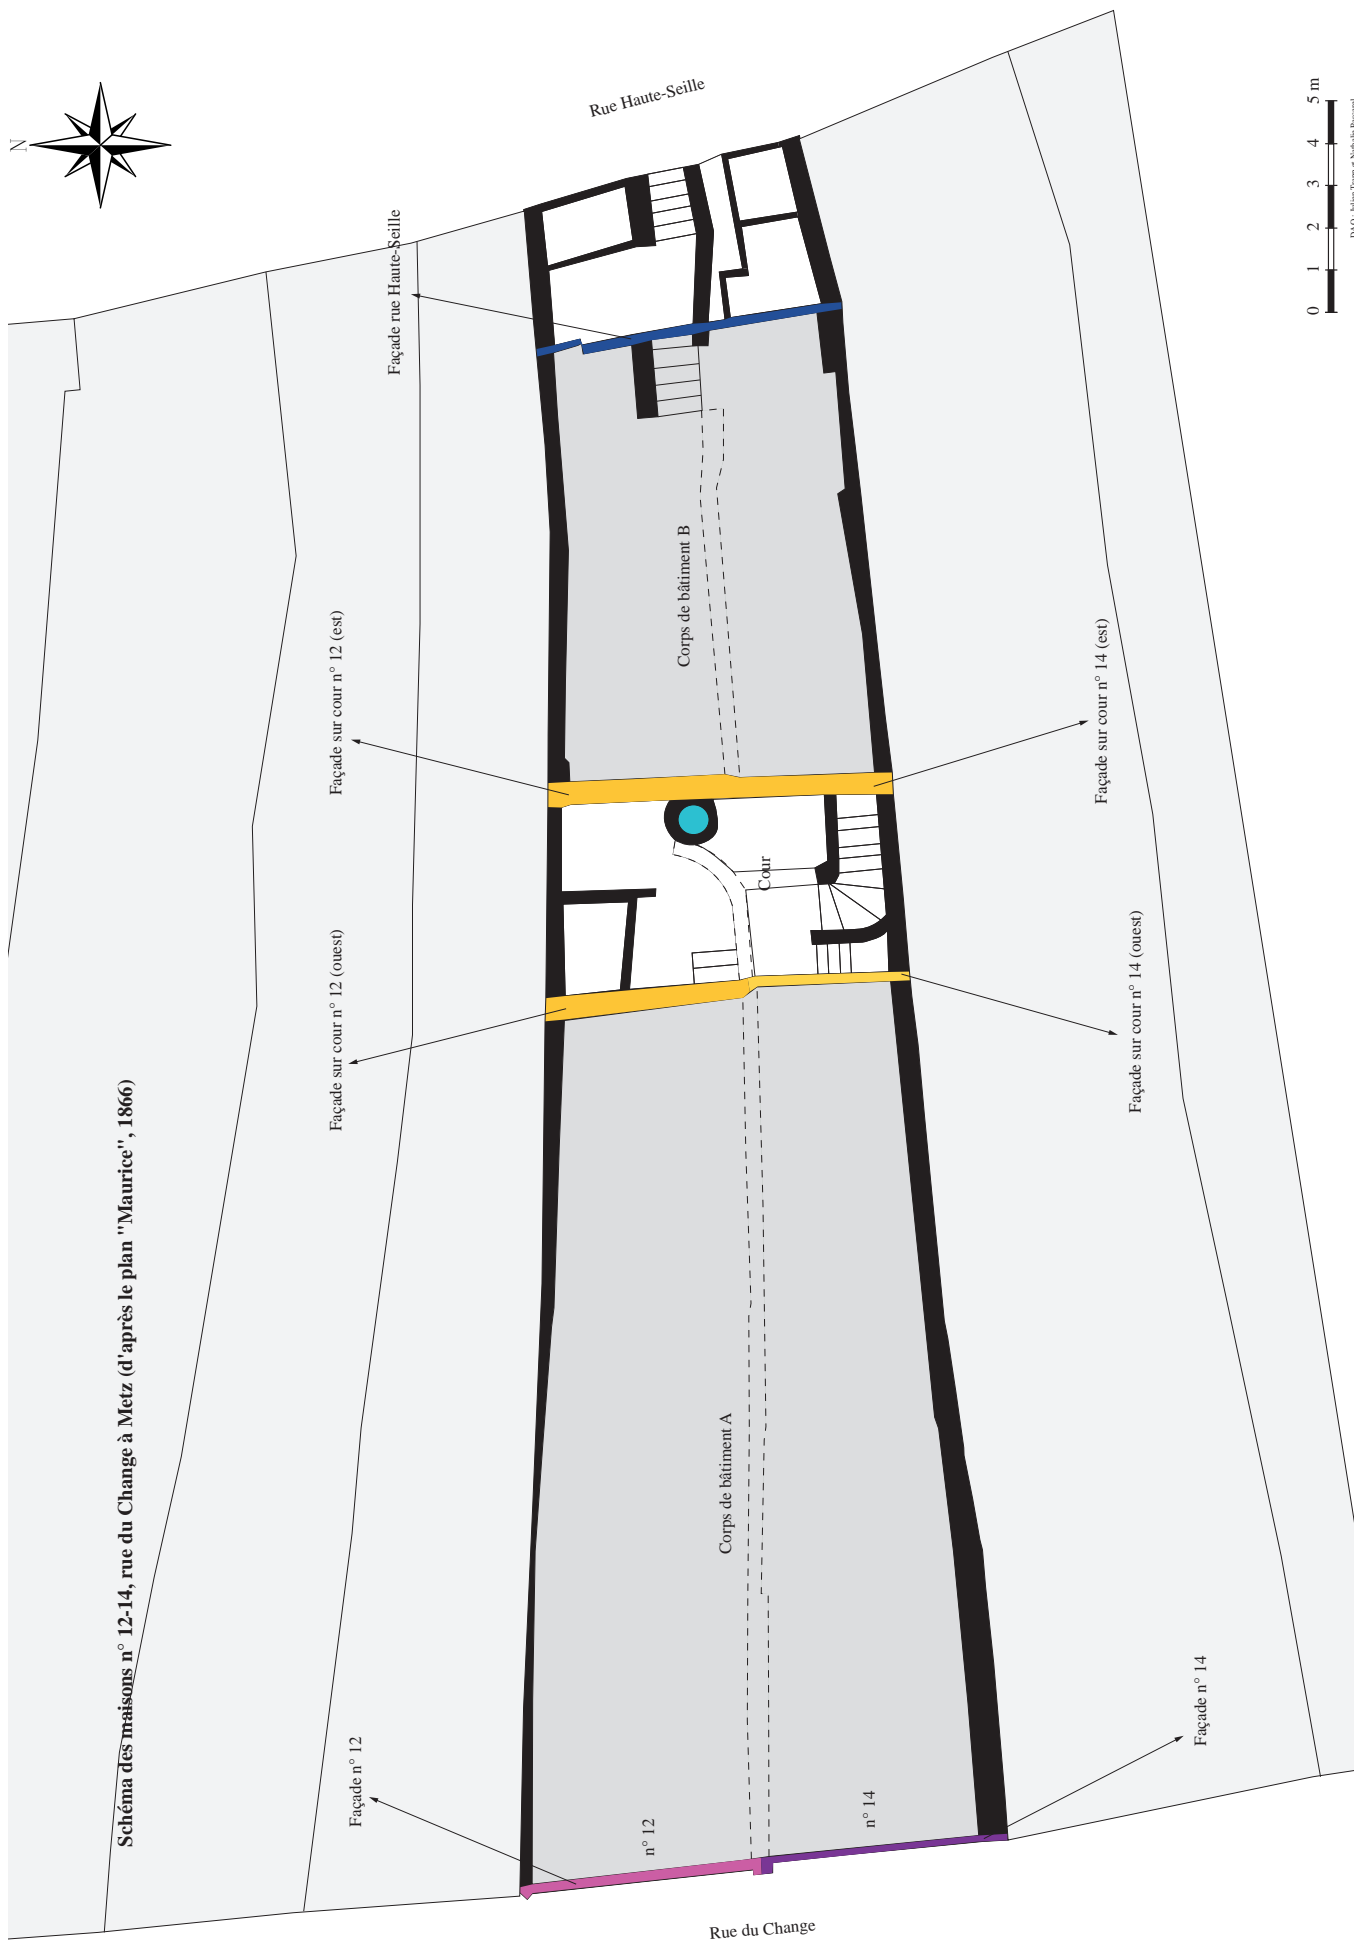 Schéma des maisons n° 12-14, rue du Change à Metz (d'après le plan "Maurice", 1866)
N
Rue Haute-Seille
0 1 2 3 4 5 m
Façade rue Haute-Seille
Corps de bâtiment B
Façade sur cour n° 12 (est)
Façade sur cour n° 14 (est)
Cour
Façade sur cour n° 12 (ouest)
Façade sur cour n° 14 (ouest)
Corps de bâtiment A
Façade n° 12
n° 12
n° 14
Façade n° 14
Rue du Change